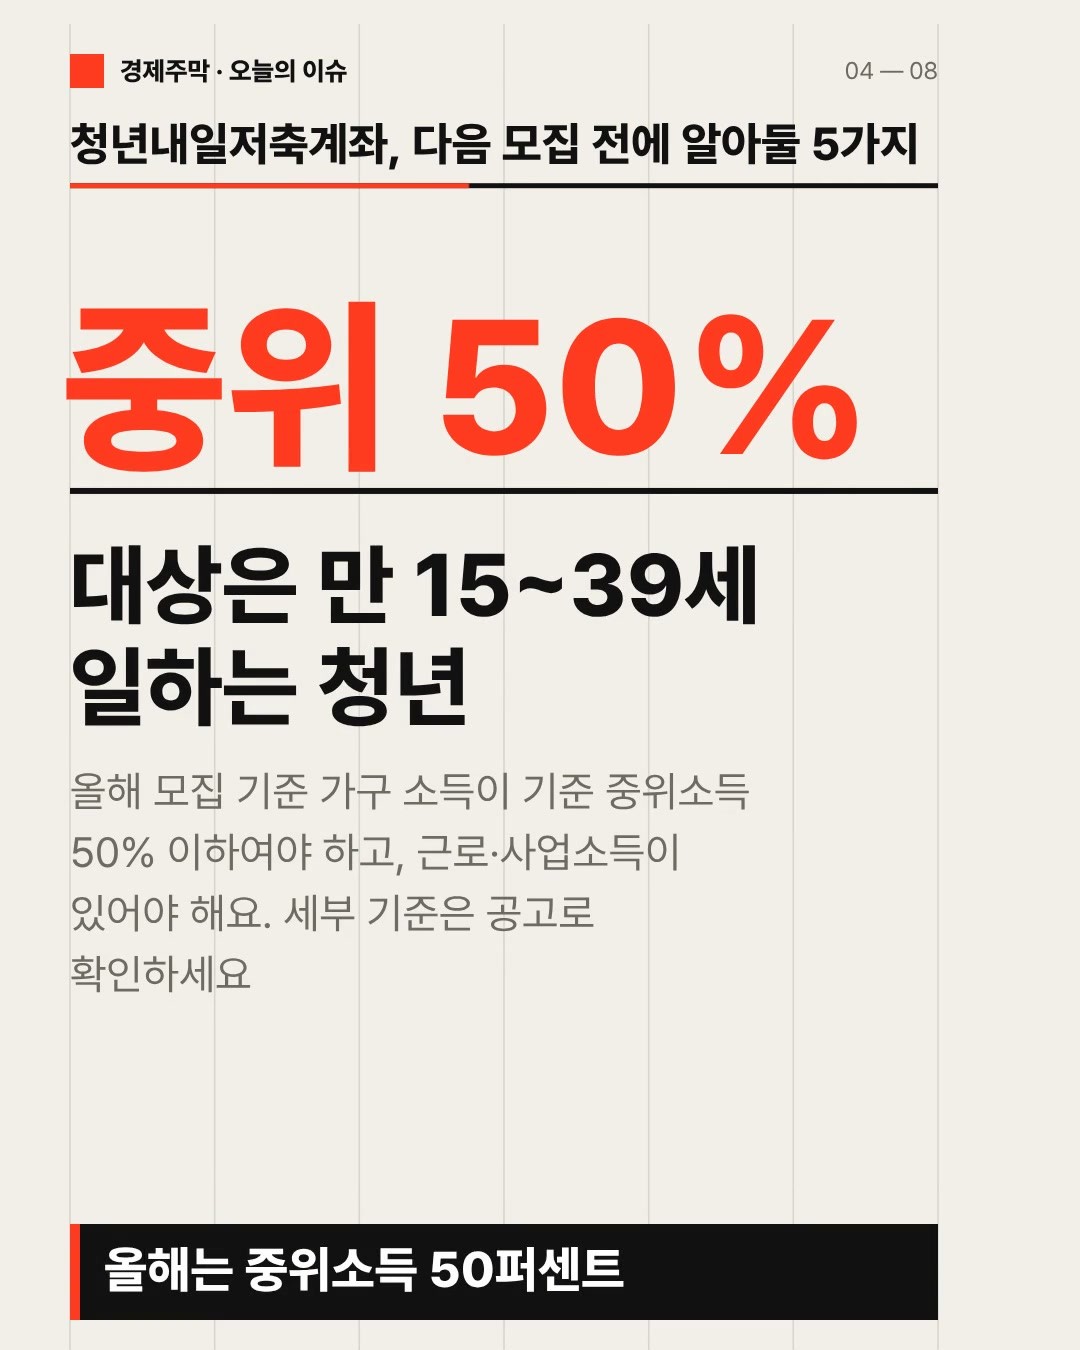 경제주막 · 오늘의 이슈
04 — 08
청년내일저축계좌, 다음 모집 전에 알아둘 5가지
중위 50%
대상은 만 15~39세
일하는 청년
올해 모집 기준 가구 소득이 기준 중위소득
50% 이하여야 하고, 근로·사업소득이
있어야 해요. 세부 기준은 공고로
확인하세요
올해는 중위소득 50퍼센트